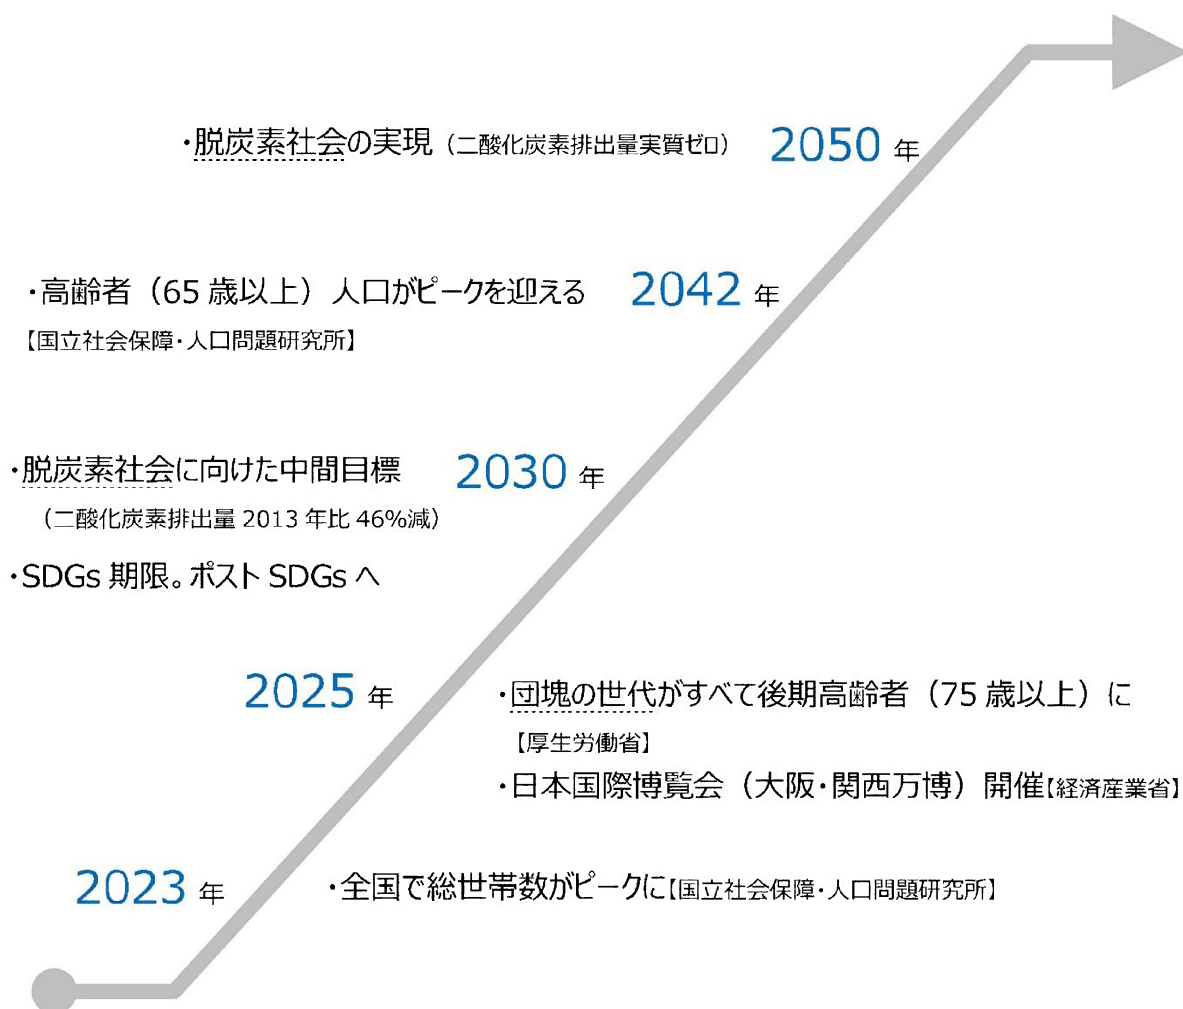 ・脱炭素社会の実現（二酸化炭素排出量実質ゼロ） 2050 年
・高齢者（65 歳以上）人口がピークを迎える 2042 年
【国立社会保障・人口問題研究所】
・脱炭素社会に向けた中間目標 2030 年
（二酸化炭素排出量 2013 年比 46%減）
・SDGs 期限。ポスト SDGs へ
2025 年 ・団塊の世代がすべて後期高齢者（75 歳以上）に
【厚生労働省】
・日本国際博覧会（大阪・関西万博）開催【経済産業省】
2023 年 ・全国で総世帯数がピークに【国立社会保障・人口問題研究所】